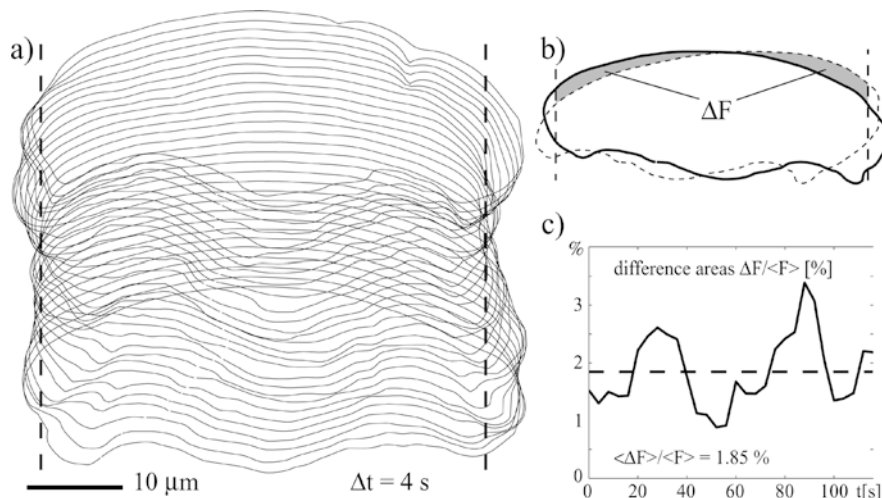 a)
10 μm
Δt = 4 s
b)
ΔF
c)
%
difference areas ΔF/<F> [%]
3
2
1
<ΔF>/<F> = 1.85 %
0
0 20 40 60 80 100 t[s]